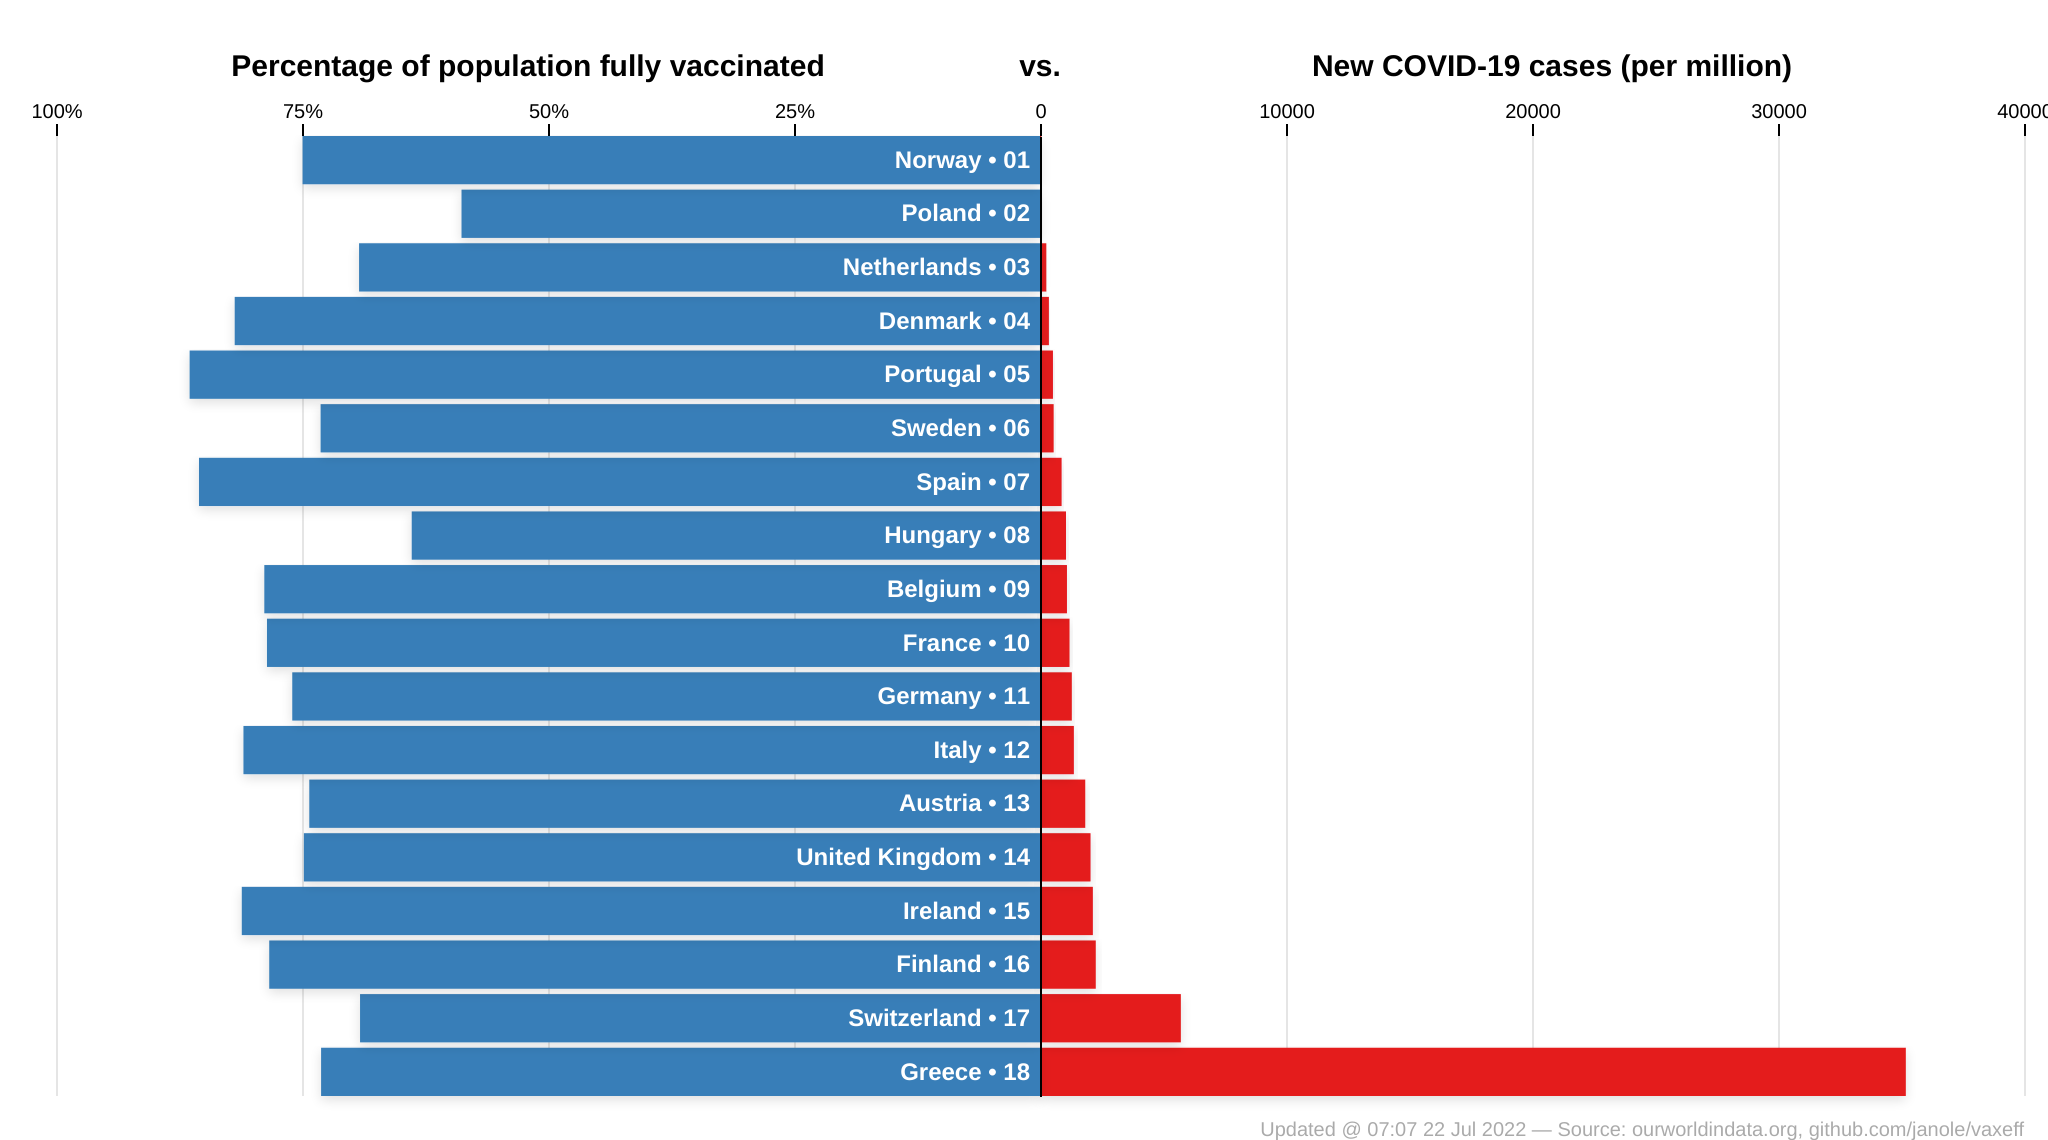 Percentage of population fully vaccinated vs. New COVID-19 cases (per million)
100% 75% 50% 25% 0 10000 20000 30000 40000
Norway • 01
Poland • 02
Netherlands • 03
Denmark • 04
Portugal • 05
Sweden • 06
Spain • 07
Hungary • 08
Belgium • 09
France • 10
Germany • 11
Italy • 12
Austria • 13
United Kingdom • 14
Ireland • 15
Finland • 16
Switzerland • 17
Greece • 18
Updated @ 07:07 22 Jul 2022 — Source: ourworldindata.org, github.com/janole/vaxeff